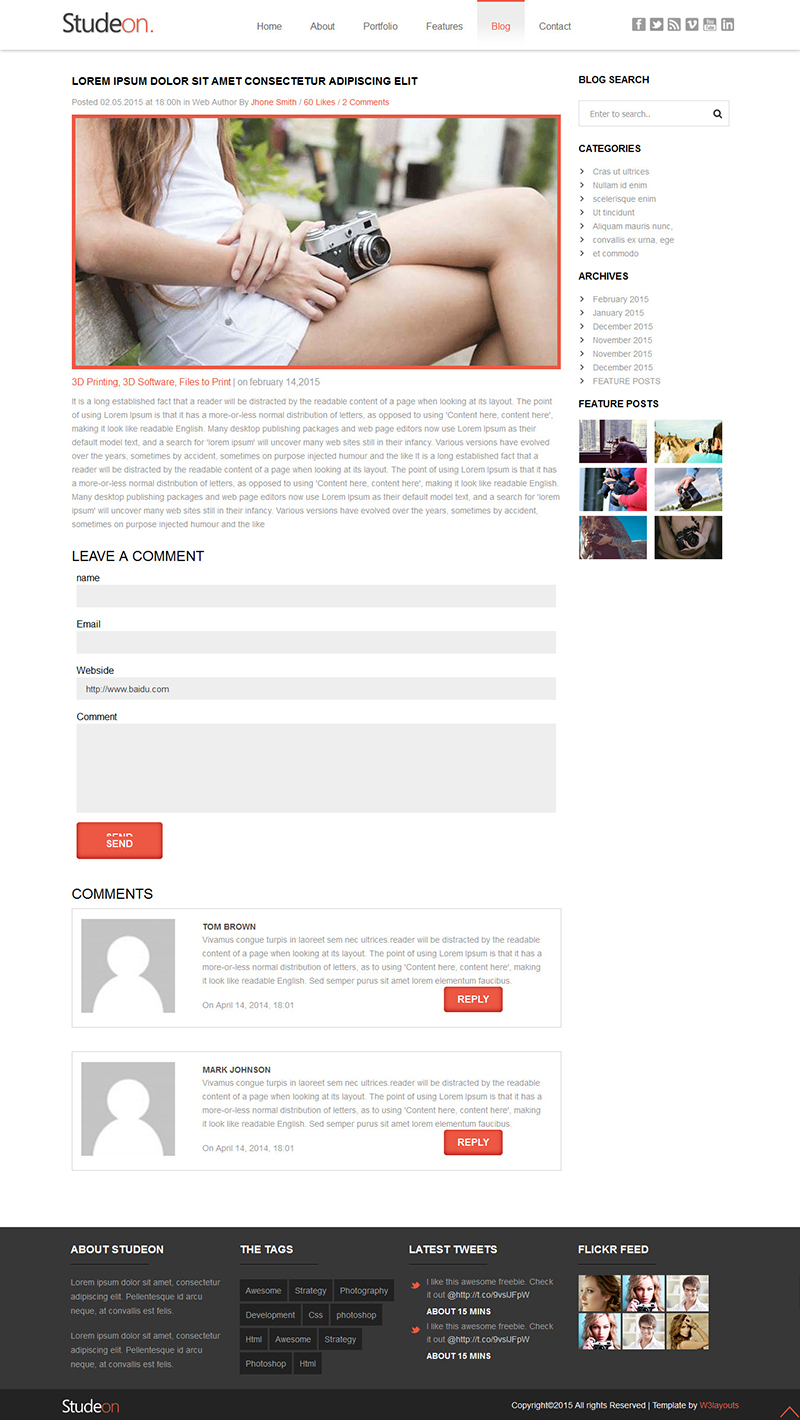 Studeon.
Home About Portfolio Features Blog Contact
You Tube
LOREM IPSUM DOLOR SIT AMET CONSECTETUR ADIPISCING ELIT
Posted 02.05.2015 at 18:00h in Web Author By Jhone Smith / 60 Likes / 2 Comments
3D Printing, 3D Software, Files to Print | on february 14,2015
It is a long established fact that a reader will be distracted by the readable content of a page when looking at its layout. The point
of using Lorem Ipsum is that it has a more-or-less normal distribution of letters, as opposed to using 'Content here, content here',
making it look like readable English. Many desktop publishing packages and web page editors now use Lorem Ipsum as their
default model text, and a search for 'lorem ipsum' will uncover many web sites still in their infancy. Various versions have evolved
over the years, sometimes by accident, sometimes on purpose injected humour and the like It is a long established fact that a
reader will be distracted by the readable content of a page when looking at its layout. The point of using Lorem Ipsum is that it has
a more-or-less normal distribution of letters, as opposed to using 'Content here, content here', making it look like readable English.
Many desktop publishing packages and web page editors now use Lorem Ipsum as their default model text, and a search for 'lorem
ipsum' will uncover many web sites still in their infancy. Various versions have evolved over the years, sometimes by accident,
sometimes on purpose injected humour and the like
LEAVE A COMMENT
name
Email
Webside
http://www.baidu.com
Comment
SEND
SEND
COMMENTS
TOM BROWN
Vivamus congue turpis in laoreet sem nec ultrices.reader will be distracted by the readable
content of a page when looking at its layout. The point of using Lorem Ipsum is that it has a
more-or-less normal distribution of letters, as to using 'Content here, content here', making
it look like readable English. Sed semper purus sit amet lorem elementum faucibus.
On April 14, 2014, 18:01
REPLY
MARK JOHNSON
Vivamus congue turpis in laoreet sem nec ultrices.reader will be distracted by the readable
content of a page when looking at its layout. The point of using Lorem Ipsum is that it has a
more-or-less normal distribution of letters, as to using 'Content here, content here', making
it look like readable English. Sed semper purus sit amet lorem elementum faucibus.
On April 14, 2014, 18:01
REPLY
BLOG SEARCH
Enter to search..
CATEGORIES
Cras ut ultrices
Nullam id enim
scelerisque enim
Ut tincidunt
Aliquam mauris nunc,
convallis ex urna, ege
et commodo
ARCHIVES
February 2015
January 2015
December 2015
November 2015
November 2015
December 2015
FEATURE POSTS
FEATURE POSTS
ABOUT STUDEON
Lorem ipsum dolor sit amet, consectetur
adipiscing elit. Pellentesque id arcu
neque, at convallis est felis.
Lorem ipsum dolor sit amet, consectetur
adipiscing elit. Pellentesque id arcu
neque, at convallis est felis.
THE TAGS
Awesome Strategy Photography
Development Css photoshop
Html Awesome Strategy
Photoshop Html
LATEST TWEETS
I like this awesome freebie. Check
it out @http://t.co/9vslJFpW
ABOUT 15 MINS
I like this awesome freebie. Check
it out @http://t.co/9vslJFpW
ABOUT 15 MINS
FLICKR FEED
Studeon
Copyright©2015 All rights Reserved | Template by W3layouts